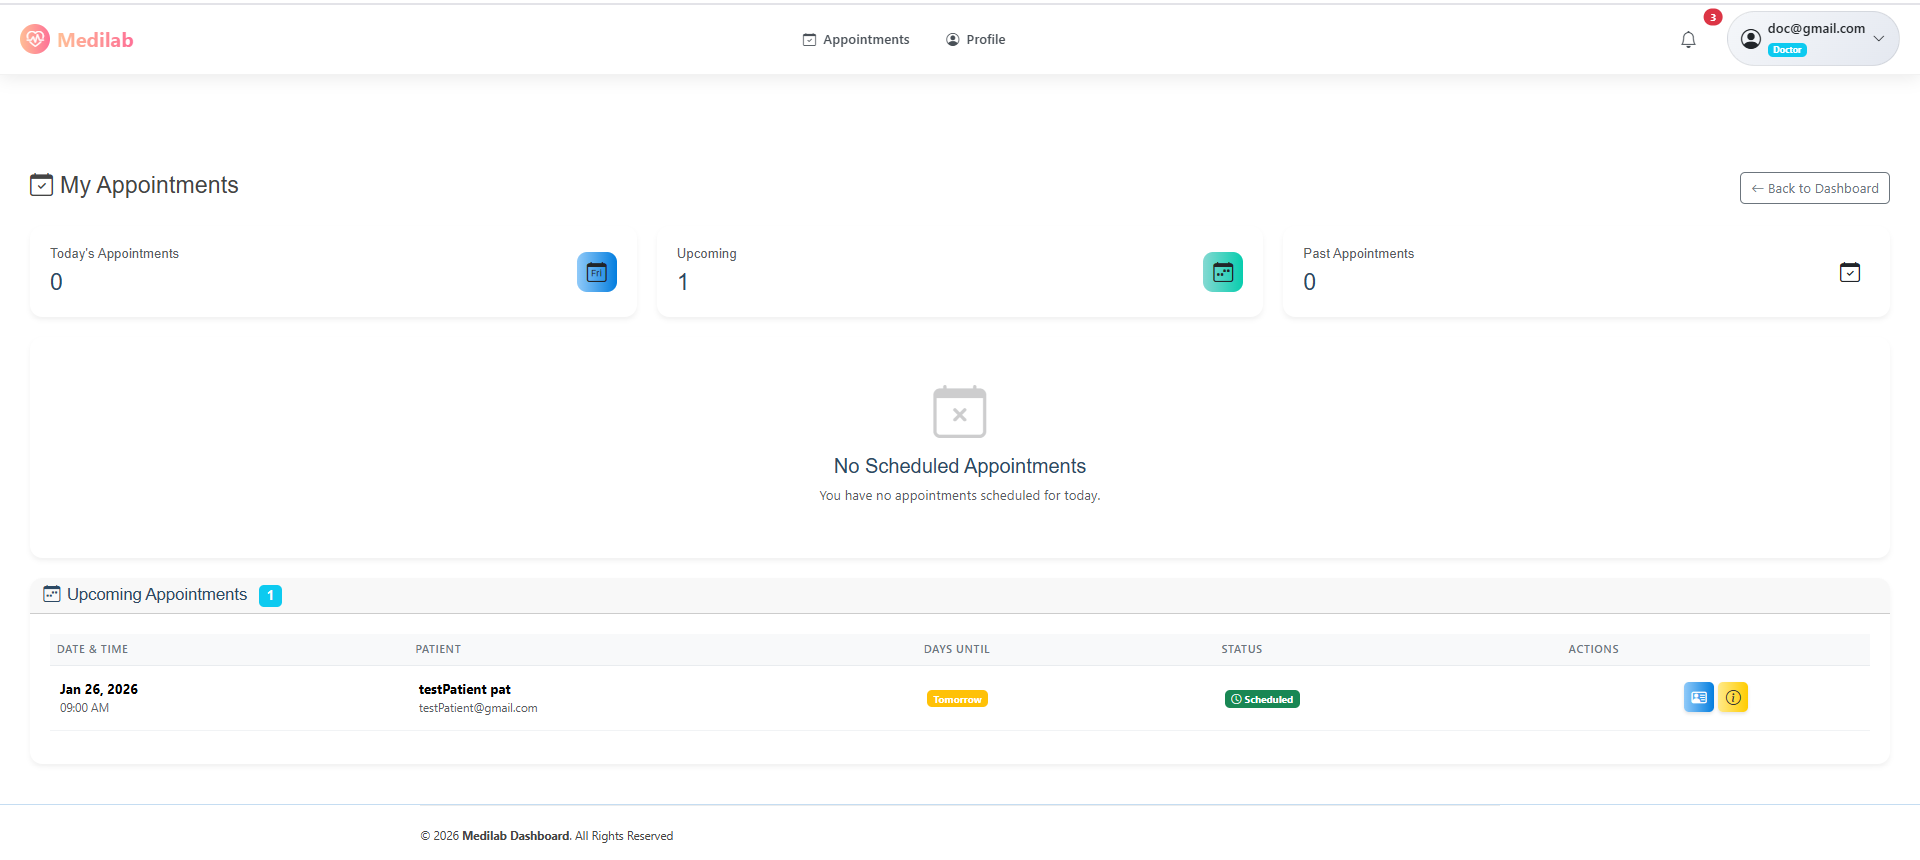 Medilab
Appointments
Profile
3
doc@gmail.com
Doctor
My Appointments
← Back to Dashboard
Today's Appointments
0
Fri
Upcoming
1
Past Appointments
0
No Scheduled Appointments
You have no appointments scheduled for today.
Upcoming Appointments 1
DATE & TIME PATIENT DAYS UNTIL STATUS ACTIONS
Jan 26, 2026 testPatient pat Tomorrow Scheduled
09:00 AM testPatient@gmail.com
© 2026 Medilab Dashboard. All Rights Reserved